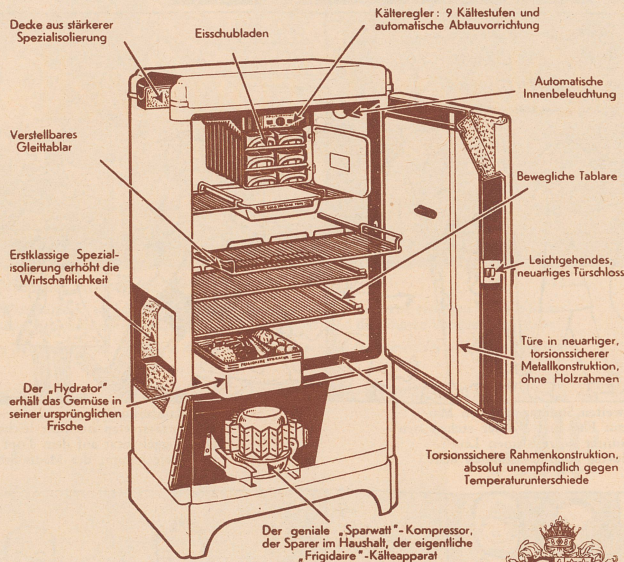 Decke aus stärkerer
Spezialisolierung
Eisschubladen
Kälteregler: 9 Kältestufen und
automatische Abtauvorrichtung
Automatische
Innenbeleuchtung
Verstellbares
Gleittablar
Bewegliche Tablare
Erstklassige Spezial-
isolierung erhöht die
Wirtschaftlichkeit
Leichtgehendes,
neuartiges Türschloss
Türe in neuartiger,
torsionssicherer
Metallkonstruktion,
ohne Holzrahmen
Der „Hydrator"
erhält das Gemüse in
seiner ursprünglichen
Frische
Torsionssichere Rahmenkonstruktion,
absolut unempfindlich gegen
Temperaturunterschiede
Der geniale „Sparwatt"-Kompressor,
der Sparer im Haushalt, der eigentliche
„Frigidaire"-Kälteapparat